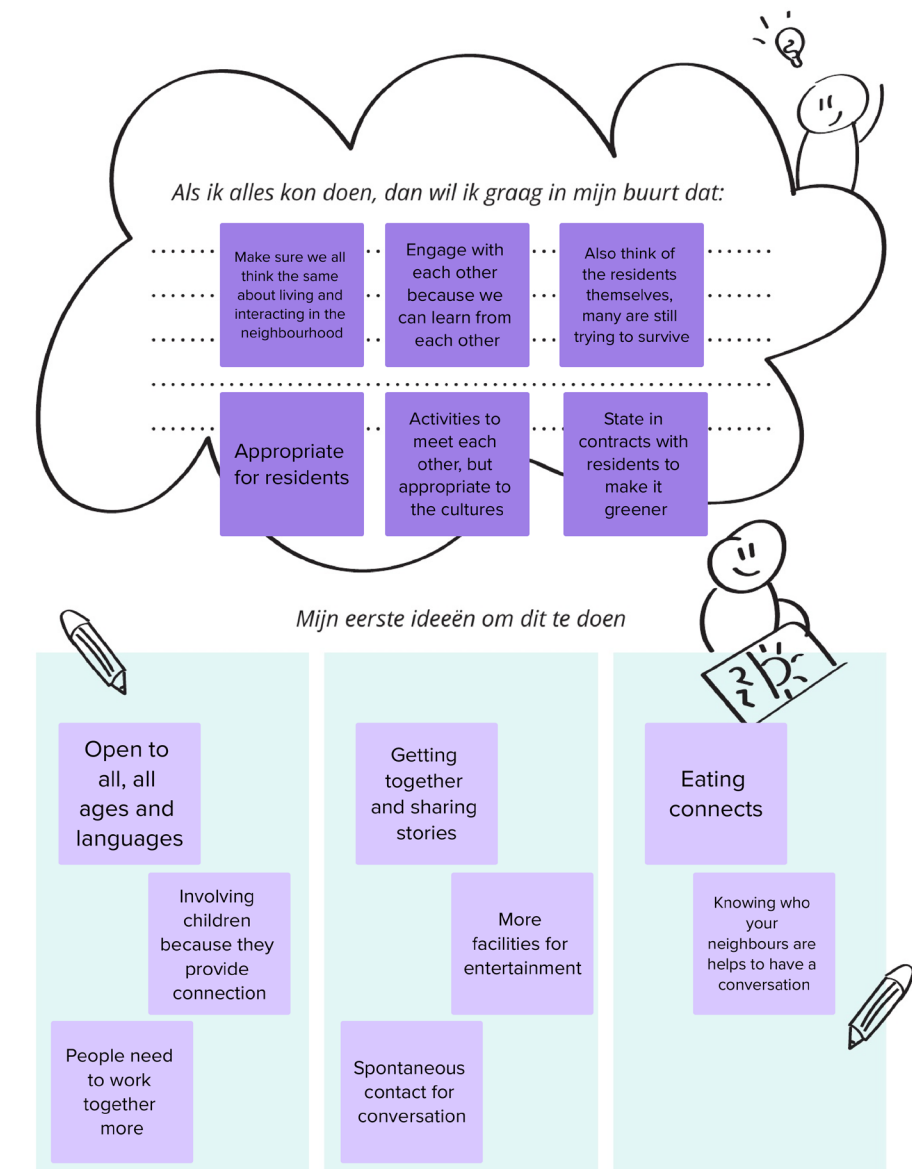 Als ik alles kon doen, dan wil ik graag in mijn buurt dat:
Make sure we all
think the same
about living and
interacting in the
neighbourhood
Engage with
each other
because we
can learn from
each other
Also think of
the residents
themselves,
many are still
trying to survive
Appropriate
for residents
Activities to
meet each
other, but
appropriate to
the cultures
State in
contracts with
residents to
make it
greener
Mijn eerste ideeën om dit te doen
Open to
all, all
ages and
languages
Involving
children
because they
provide
connection
People need
to work
together
more
Getting
together
and sharing
stories
More
facilities for
entertainment
Spontaneous
contact for
conversation
Eating
connects
Knowing who
your
neighbours are
helps to have a
conversation